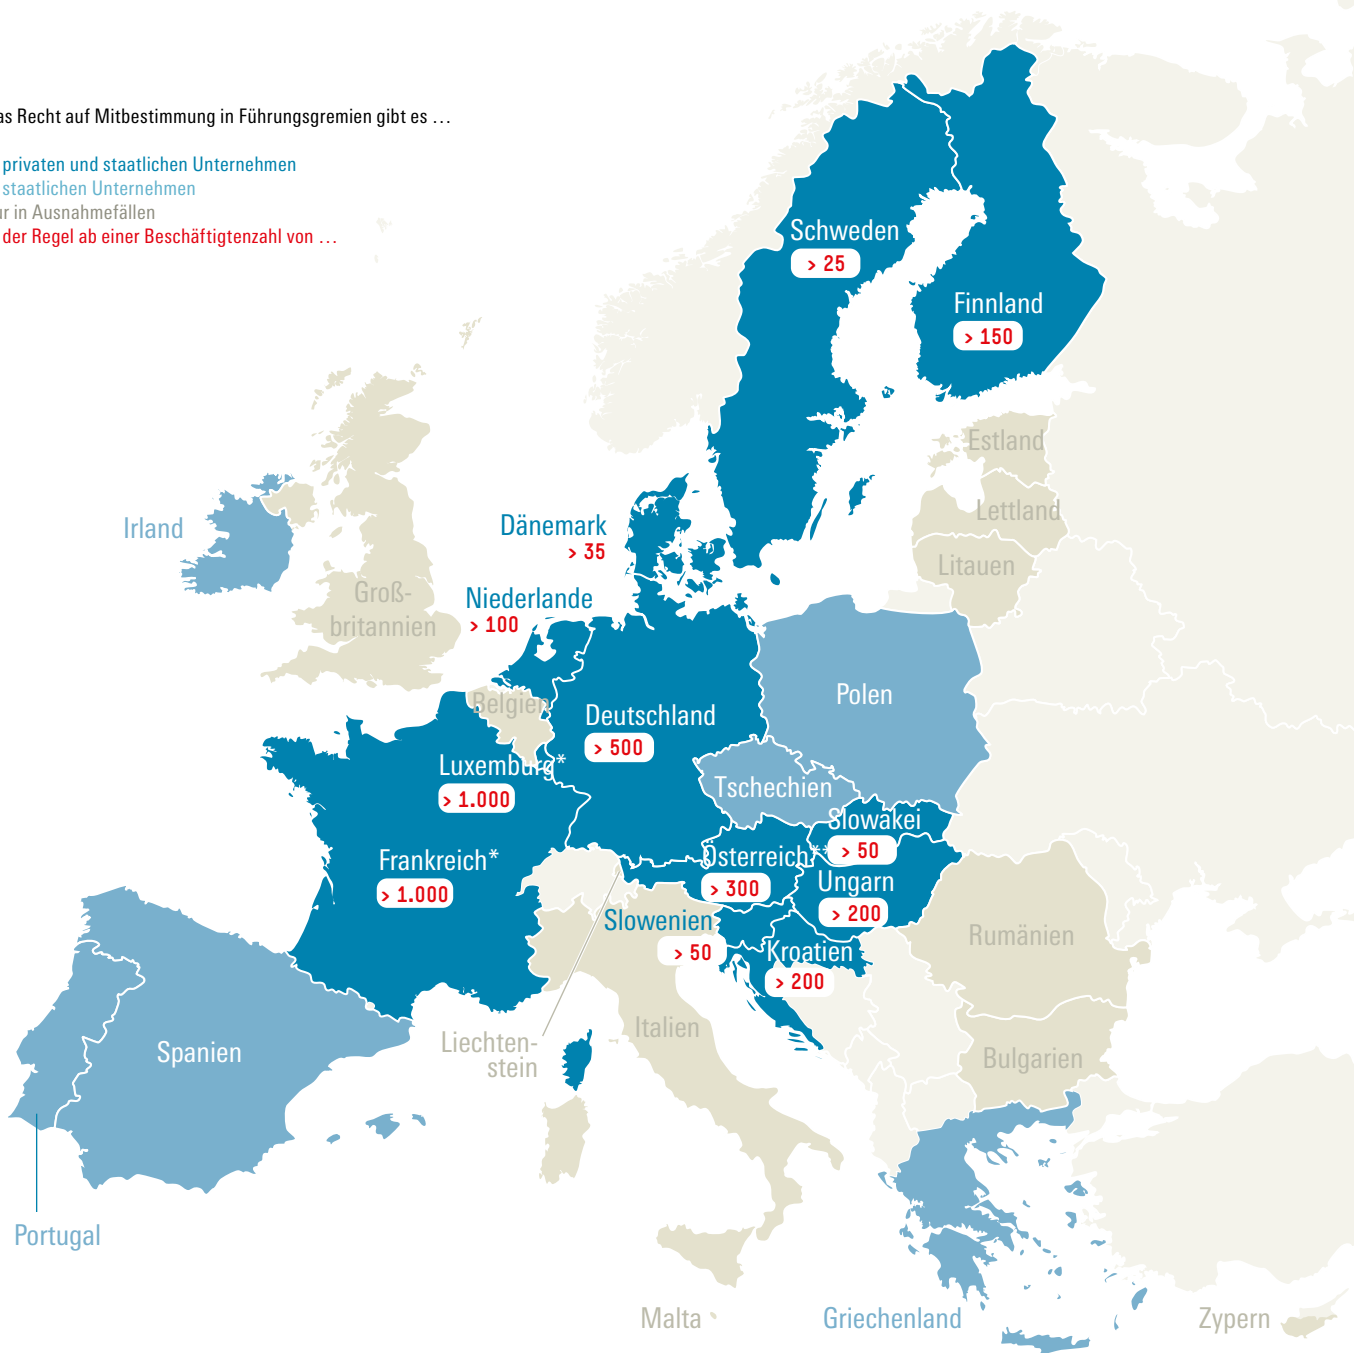 as Recht auf Mitbestimmung in Führungsgremien gibt es …
privaten und staatlichen Unternehmen
staatlichen Unternehmen
ur in Ausnahmefällen
der Regel ab einer Beschäftigtenzahl von …
Schweden
> 25
Finnland
> 150
Estland
Lettland
Litauen
Irland
Dänemark
> 35
Groß-
britannien
Niederlande
> 100
Belgien
Deutschland
> 500
Polen
Luxemburg*
> 1.000
Tschechien
Slowakei
> 50
Frankreich*
> 1.000
Österreich**
> 300
Ungarn
> 200
Slowenien
> 50
Kroatien
> 200
Rumänien
Italien
Liechten-
stein
Bulgarien
Spanien
Portugal
Malta
Griechenland
Zypern